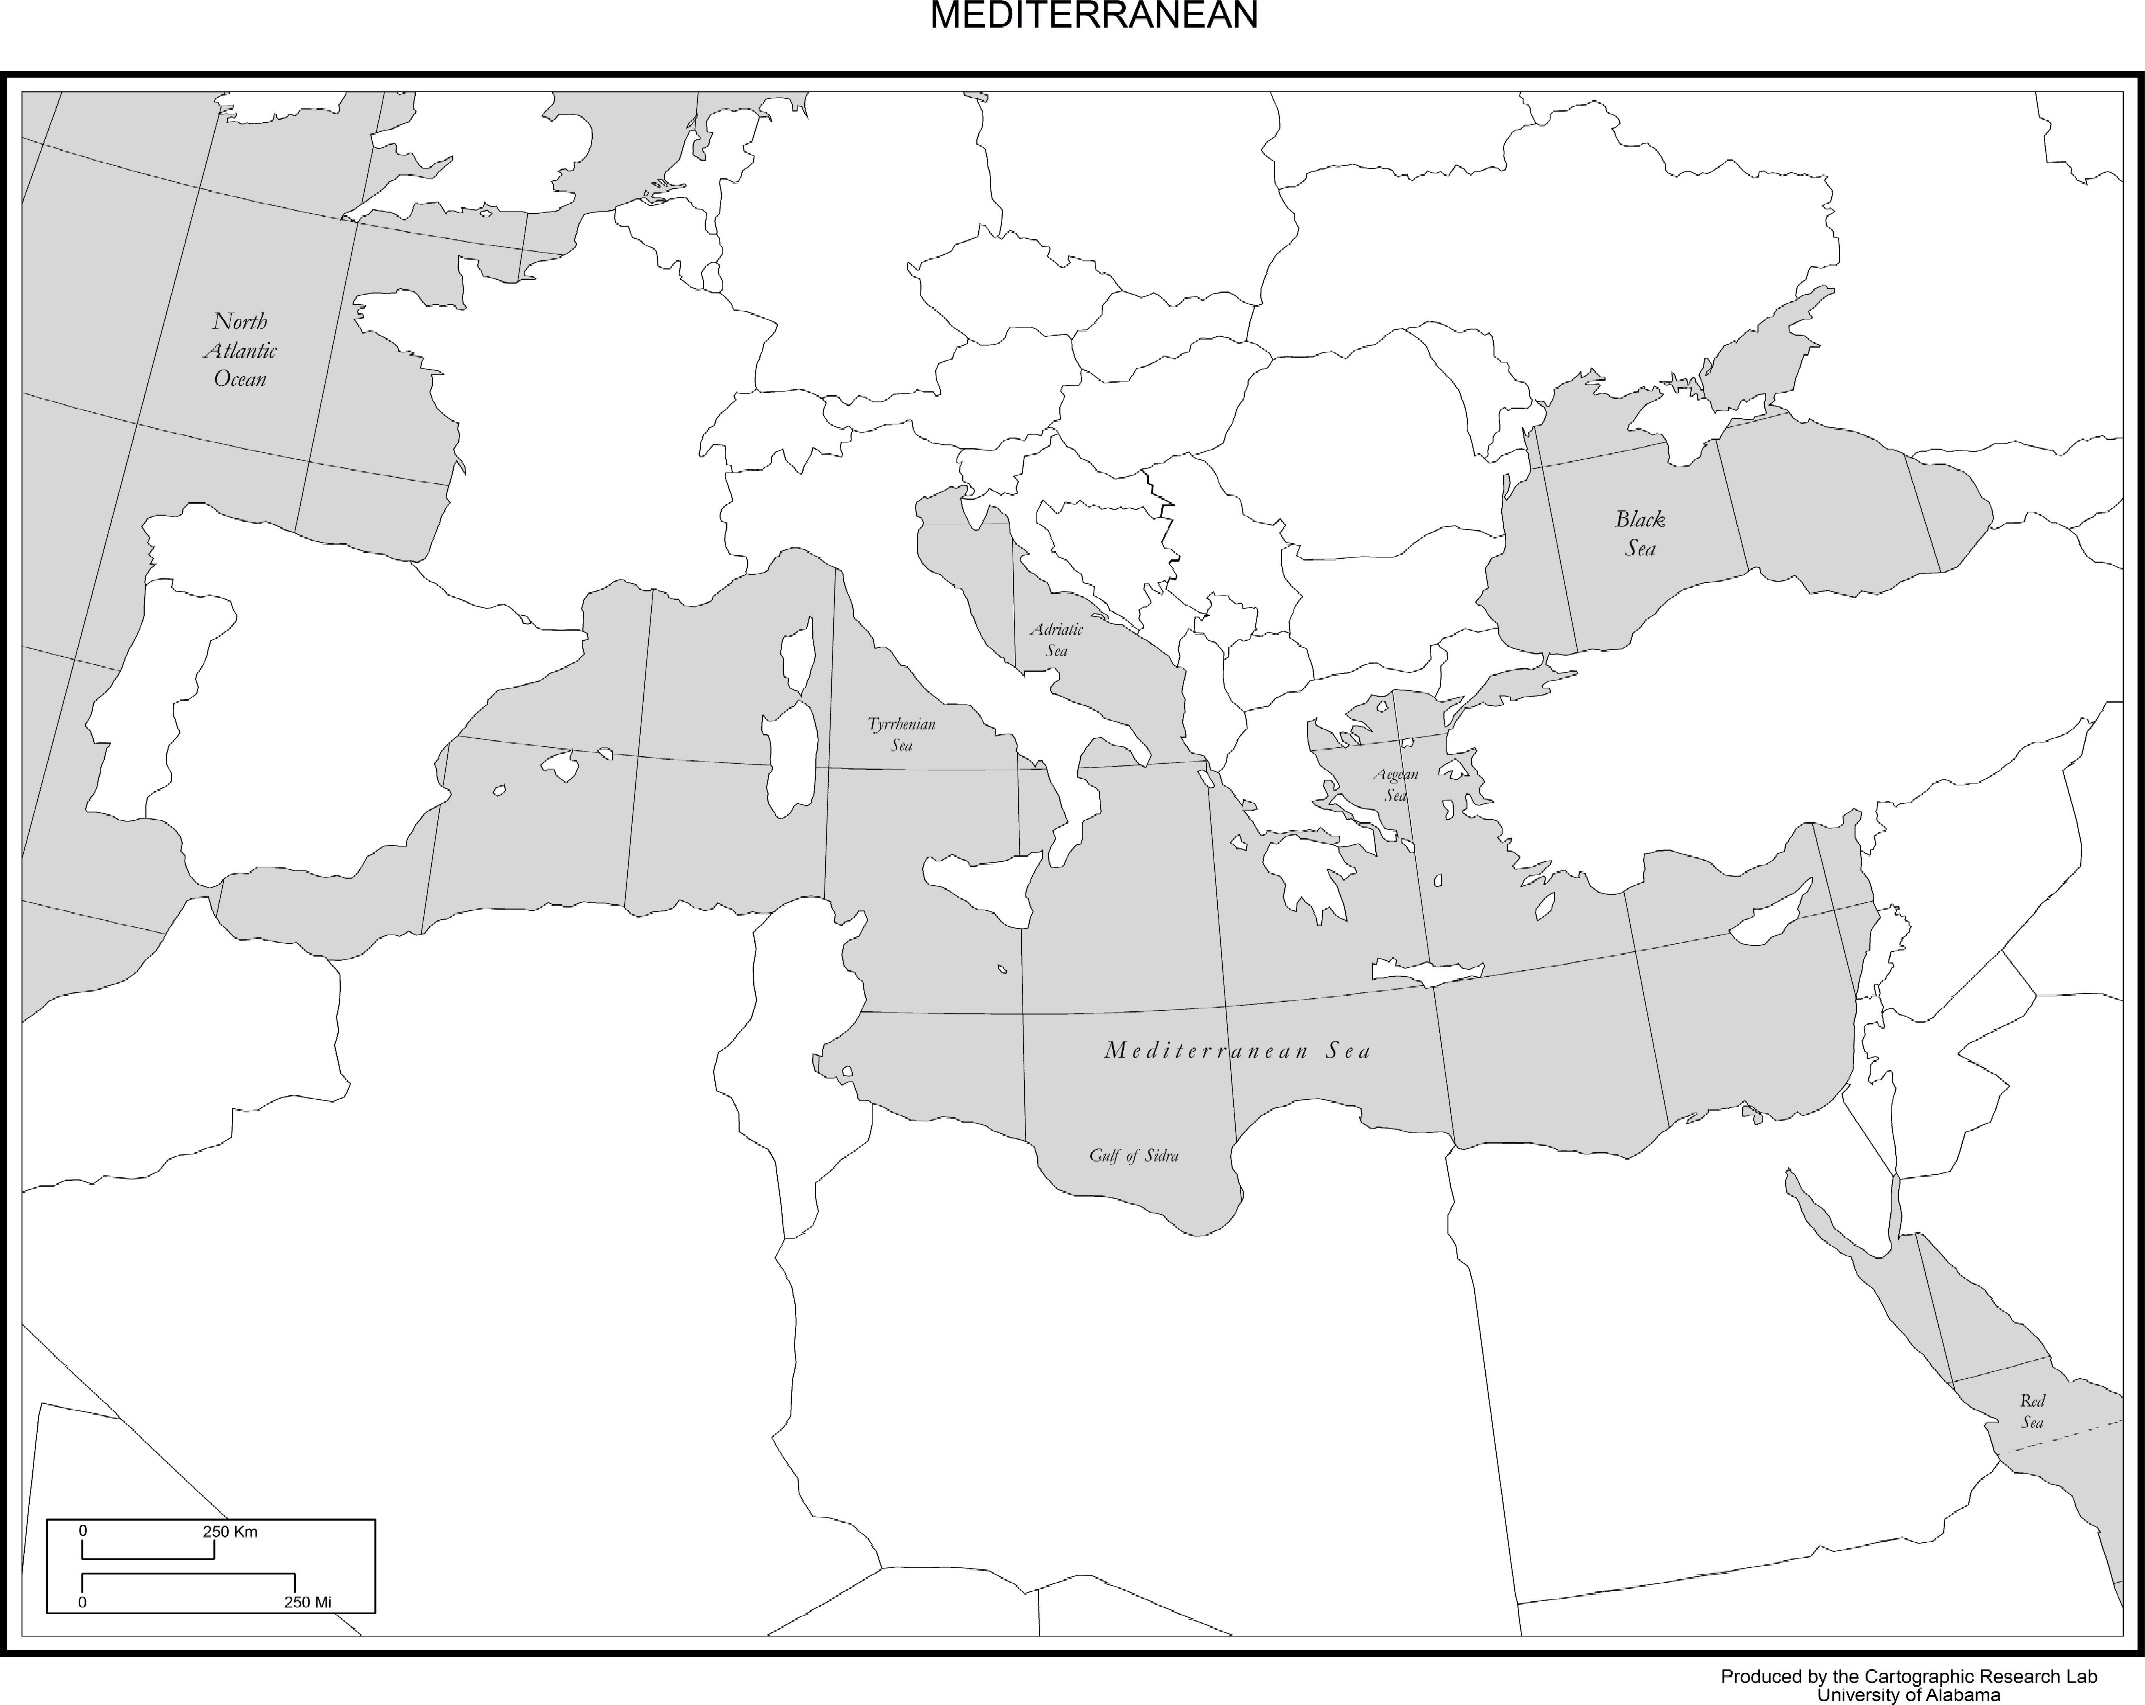 MEDITERRANEAN
North
Atlantic
Ocean
Black
Sea
Adriatic
Sea
Tyrrhenian
Sea
Aegean
Sea
Mediterranean Sea
Gulf of Sidra
Red
Sea
0 250 Km
0 250 Mi
Produced by the Cartographic Research Lab
University of Alabama